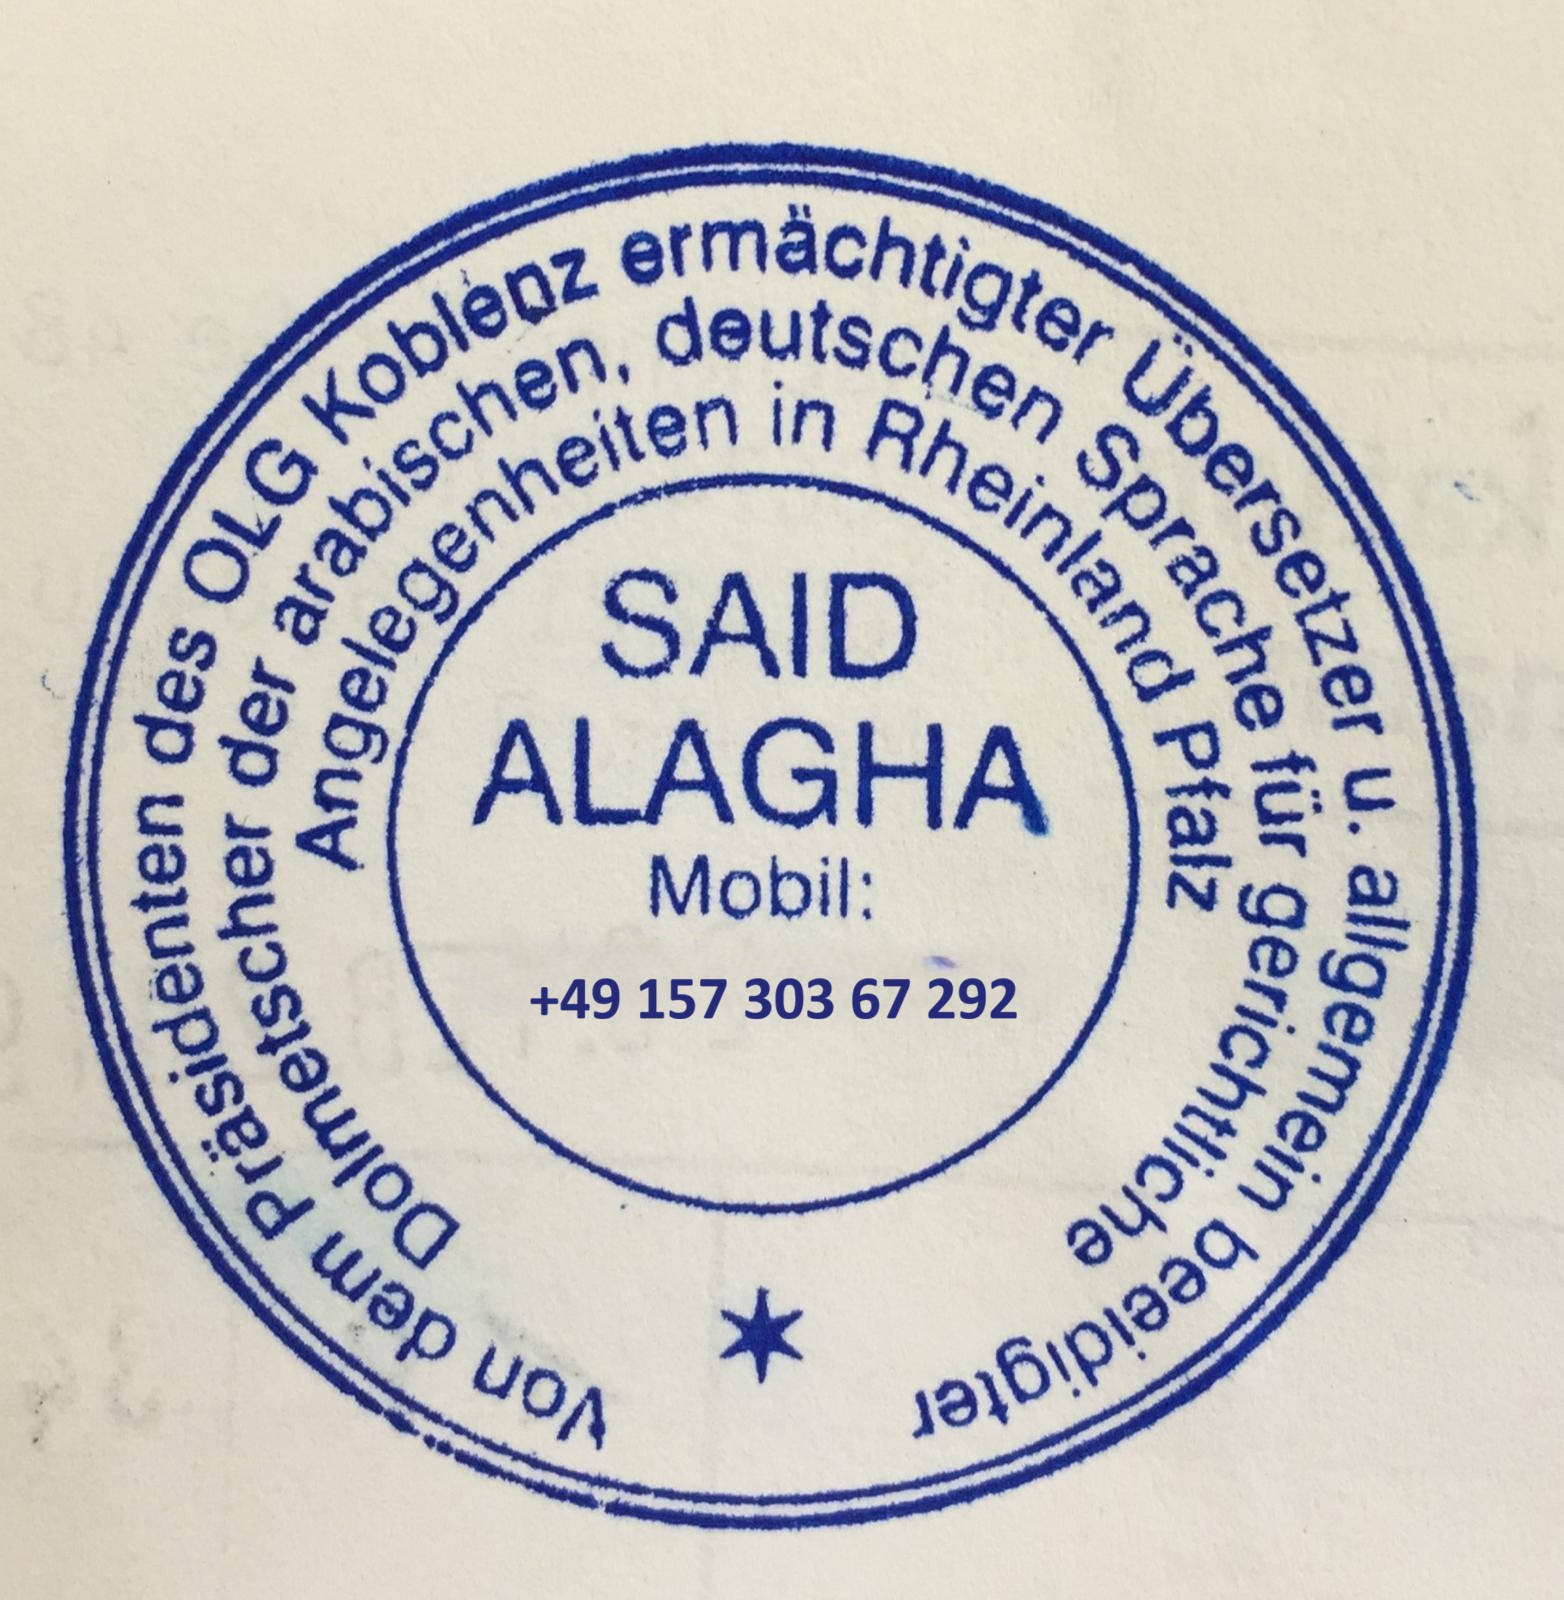 Von dem Präsidenten des OLG Koblenz ermächtigter Übersetzer u. allgemein beeidigter
Dolmetscher der arabischen, deutschen Sprache für gerichtliche
Angelegenheiten in Rheinland Pfalz
SAID
ALAGHA
Mobil:
+49 157 303 67 292